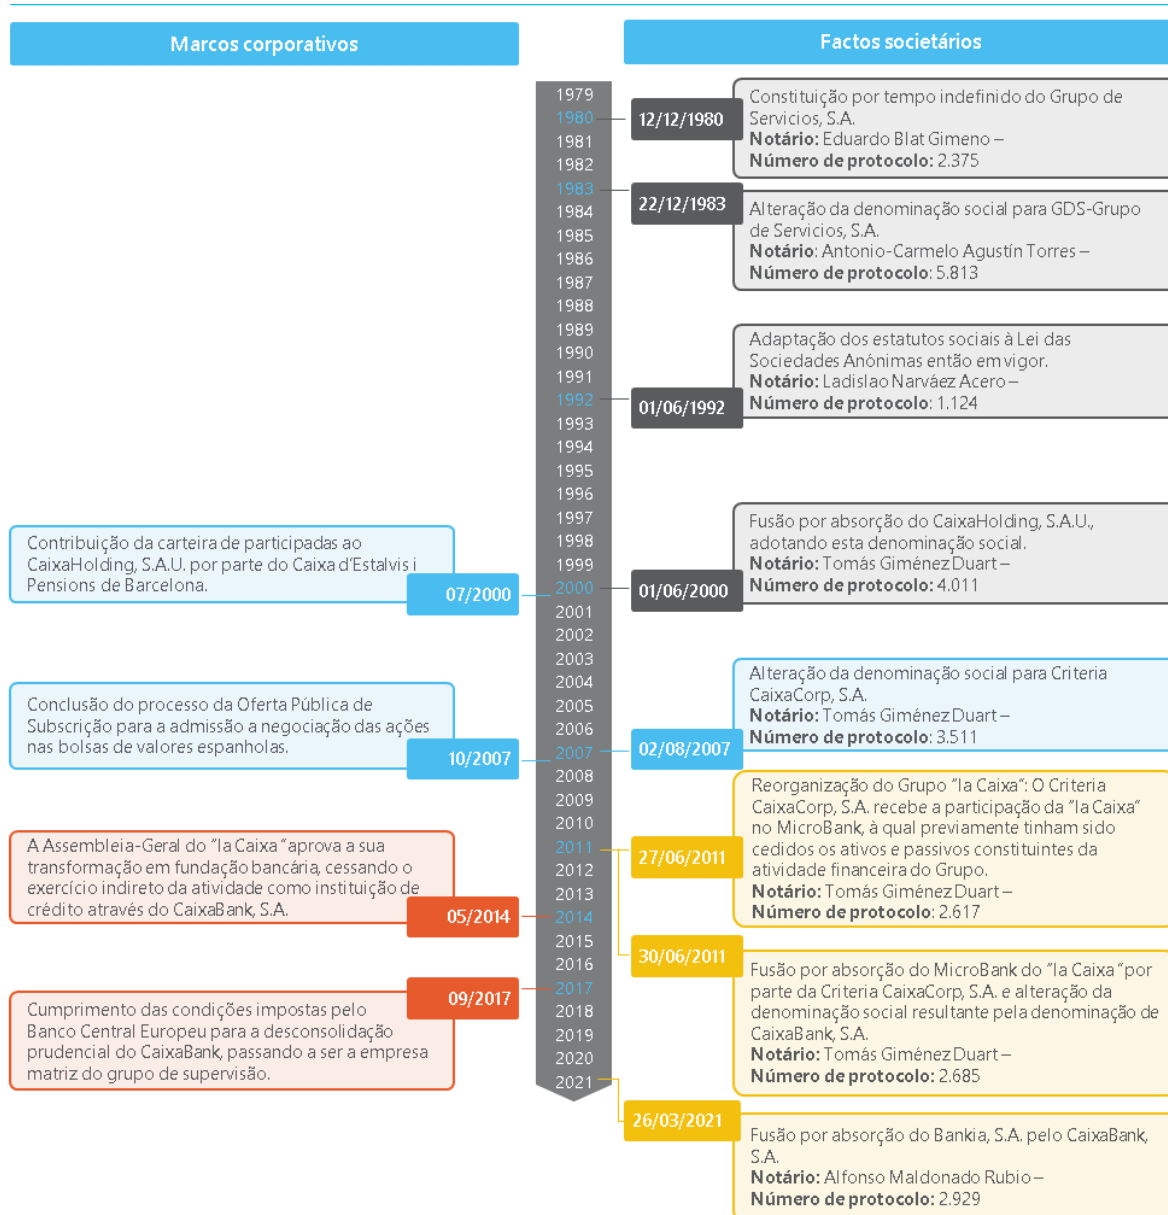 Marcos corporativos
Factos societários
1979
1980
1981
1982
1983
1984
1985
1986
1987
1988
1989
1990
1991
1992
1993
1994
1995
1996
1997
1998
1999
2000
2001
2002
2003
2004
2005
2006
2007
2008
2009
2010
2011
2012
2013
2014
2015
2016
2017
2018
2019
2020
2021
Contribuição da carteira de participadas ao
CaixaHolding, S.A.U. por parte do Caixa d'Estalvis i
Pensions de Barcelona.
07/2000
Conclusão do processo da Oferta Pública de
Subscrição para a admissão a negociação das ações
nas bolsas de valores espanholas.
10/2007
A Assembleia-Geral do "la Caixa "aprova a sua
transformação em fundação bancária, cessando o
exercício indireto da atividade como instituição de
crédito através do CaixaBank, S.A.
05/2014
09/2017
Cumprimento das condições impostas pelo
Banco Central Europeu para a desconsolidação
prudencial do CaixaBank, passando a ser a empresa
matriz do grupo de supervisão.
12/12/1980
Constituição por tempo indefinido do Grupo de
Servicios, S.A.
Notário: Eduardo Blat Gimeno –
Número de protocolo: 2.375
22/12/1983
Alteração da denominação social para GDS-Grupo
de Servicios, S.A.
Notário: Antonio-Carmelo Agustín Torres –
Número de protocolo: 5.813
Adaptação dos estatutos sociais à Lei das
Sociedades Anónimas então em vigor.
Notário: Ladislao Narváez Acero –
Número de protocolo: 1.124
01/06/1992
Fusão por absorção do CaixaHolding, S.A.U.,
adotando esta denominação social.
Notário: Tomás Giménez Duart –
Número de protocolo: 4.011
01/06/2000
Alteração da denominação social para Criteria
CaixaCorp, S.A.
Notário: Tomás Giménez Duart –
Número de protocolo: 3.511
02/08/2007
Reorganização do Grupo "la Caixa": O Criteria
CaixaCorp, S.A. recebe a participação da "la Caixa"
no MicroBank, à qual previamente tinham sido
cedidos os ativos e passivos constituintes da
atividade financeira do Grupo.
Notário: Tomás Giménez Duart –
Número de protocolo: 2.617
27/06/2011
30/06/2011
Fusão por absorção do MicroBank do "la Caixa "por
parte da Criteria CaixaCorp, S.A. e alteração da
denominação social resultante pela denominação de
CaixaBank, S.A.
Notário: Tomás Giménez Duart –
Número de protocolo: 2.685
26/03/2021
Fusão por absorção do Bankia, S.A. pelo CaixaBank,
S.A.
Notário: Alfonso Maldonado Rubio –
Número de protocolo: 2.929